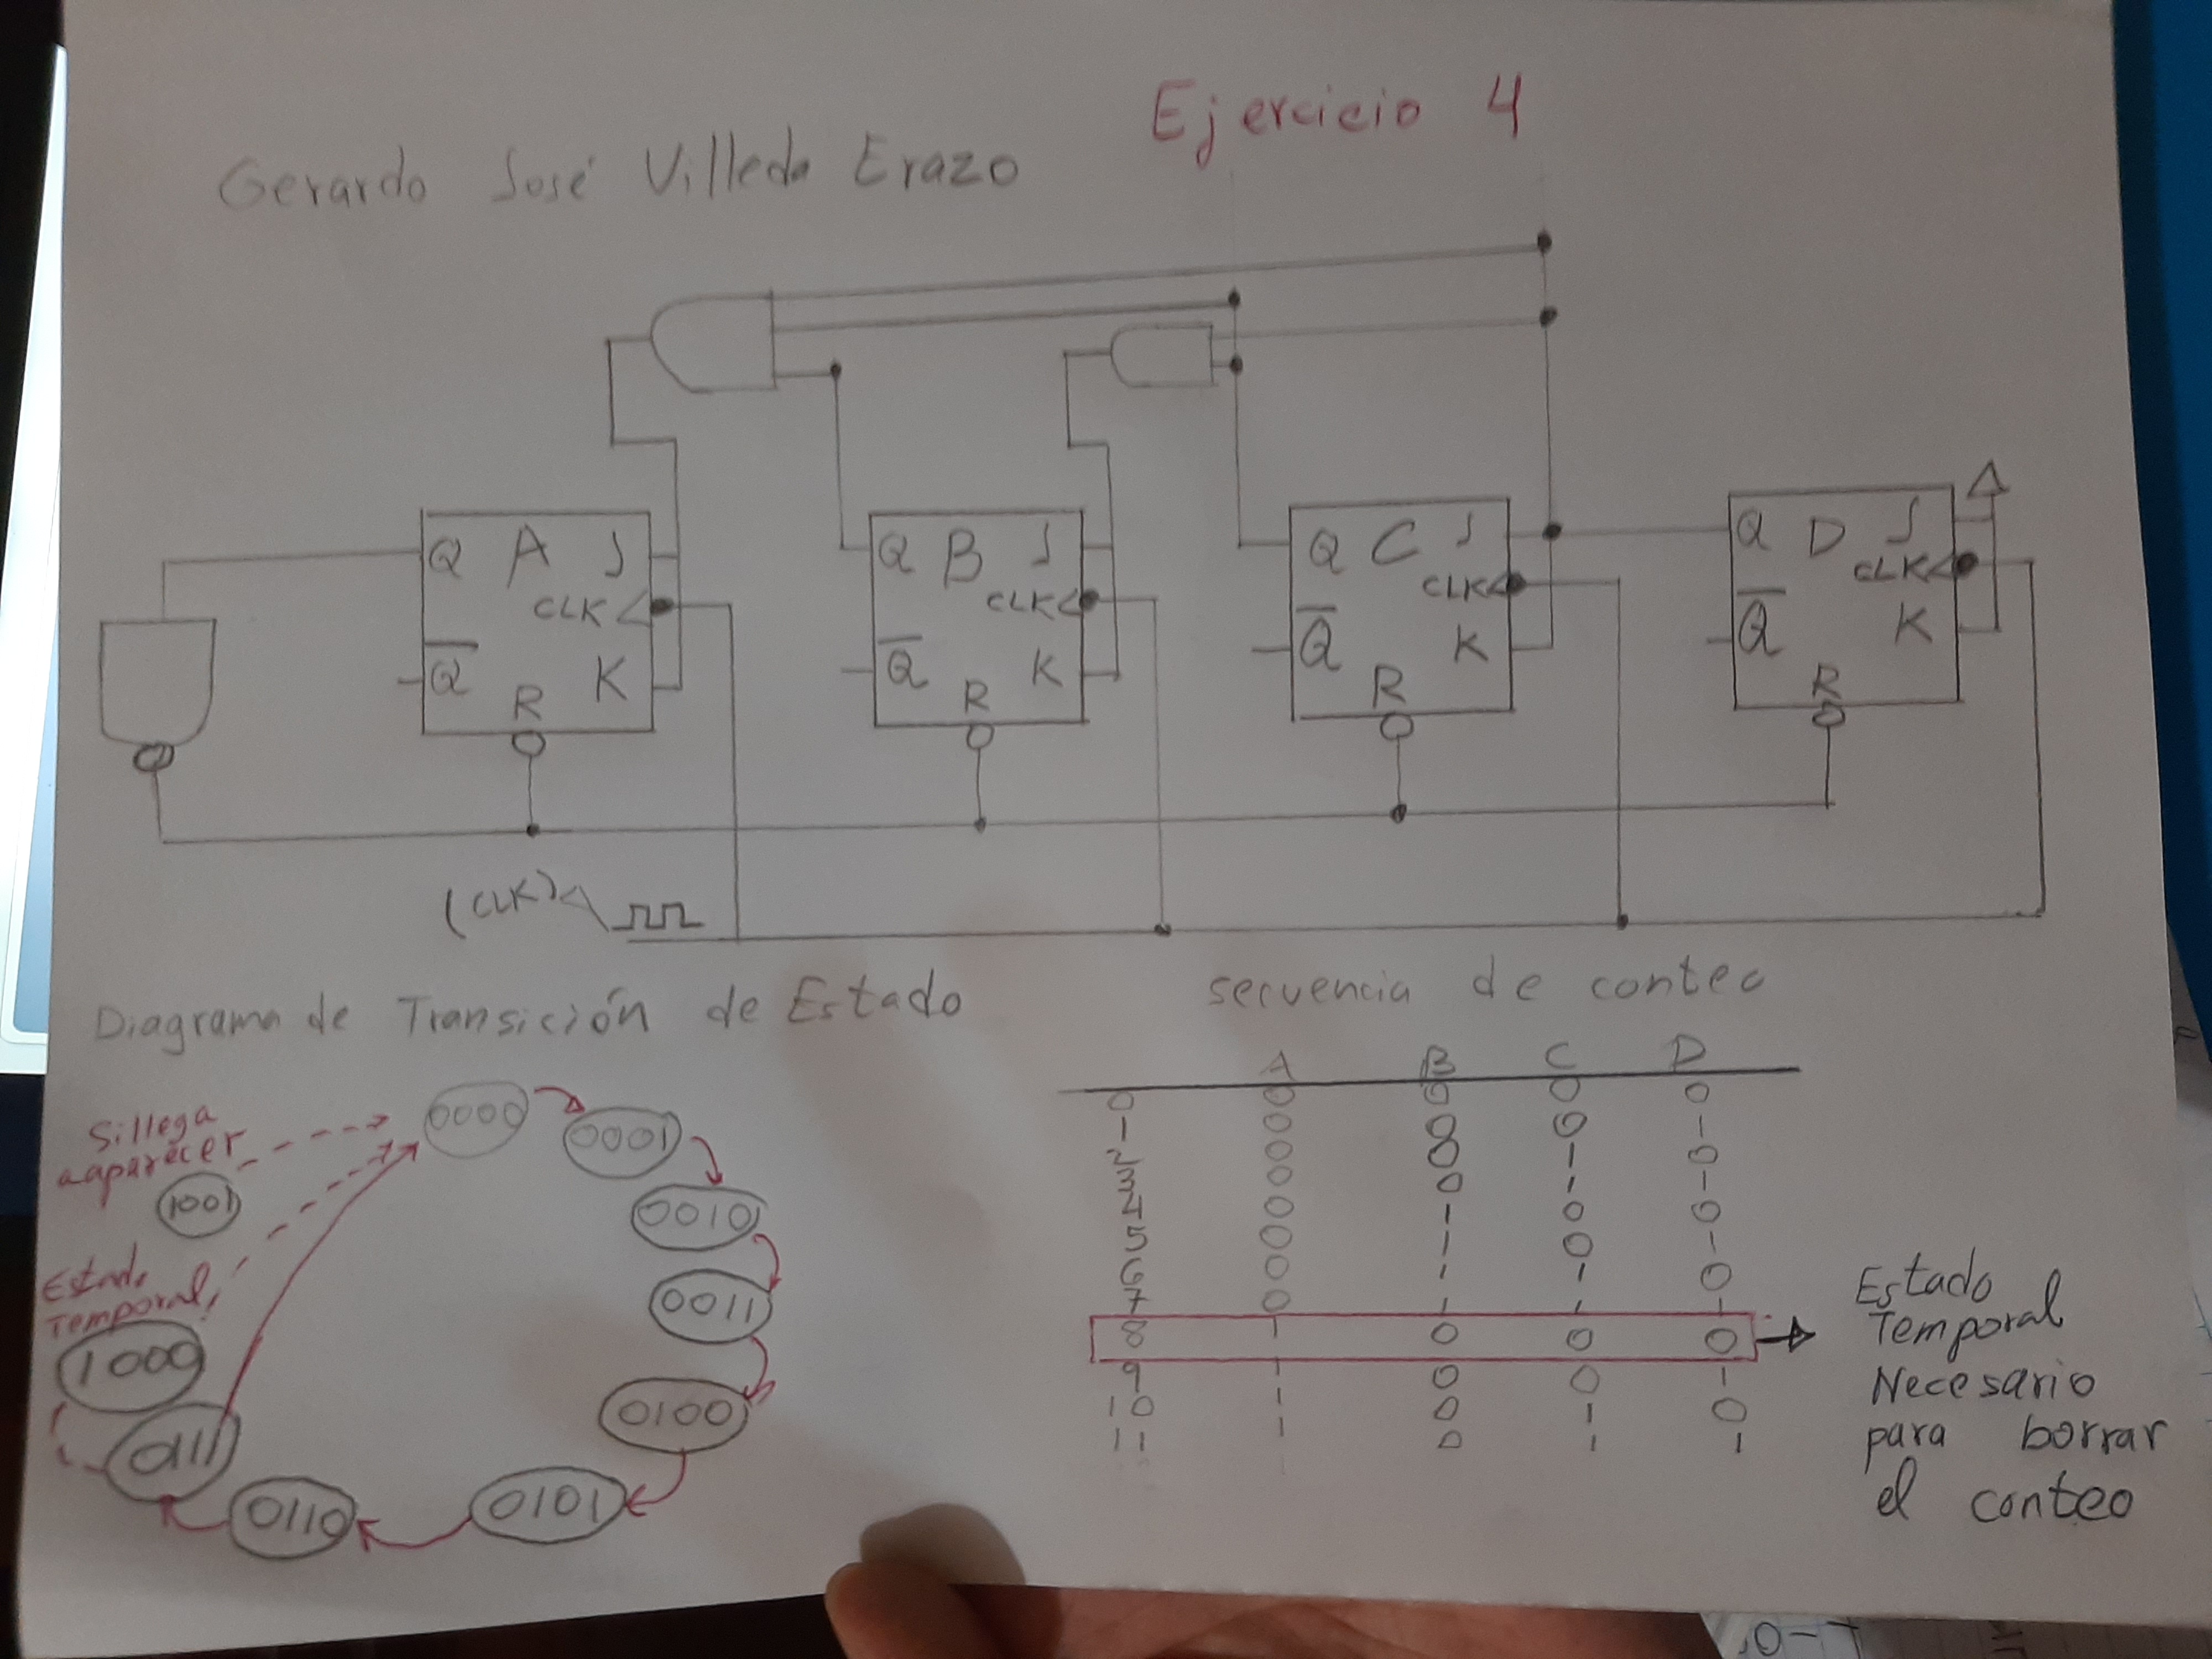 Gerardo José Villeda Erazo Ejercicio 4
Q A J Q B J Q C J Q D J
CLK CLK CLK CLK
Q̅ R K Q̅ R K Q̅ R K Q̅ R K
(CLK)
Diagrama de Transición de Estado
Si llega
a aparecer
1001
Estado
Temporal
1000
0111
0110
0101
0100
0011
0010
0001
0000
secuencia de conteo
A B C D
0 0 0 0 0
1 0 0 0 1
2 0 0 1 0
3 0 0 1 1
4 0 1 0 0
5 0 1 0 1
6 0 1 1 0
7 0 1 1 1
8 1 0 0 0
9 1 0 0 1
10 1 0 1 0
11 1 0 1 1
Estado
Temporal
Necesario
para borrar
el conteo